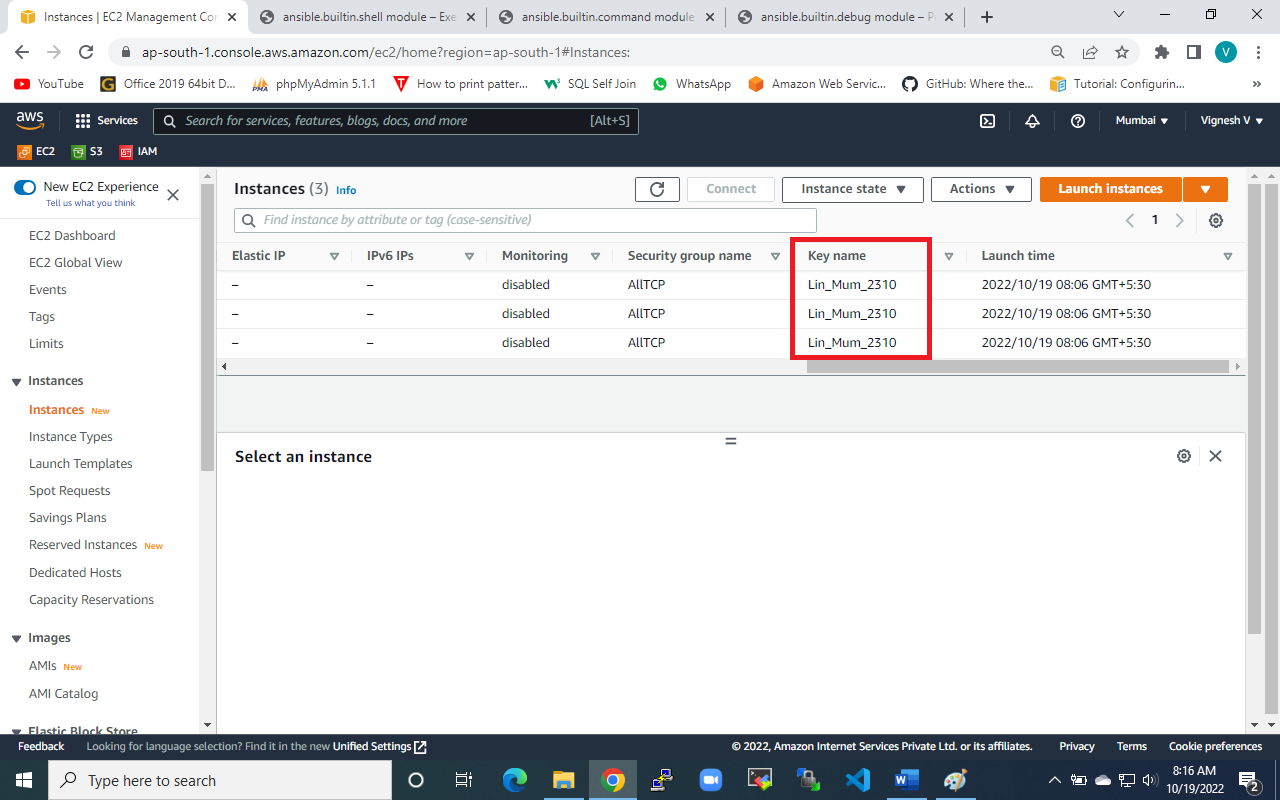 Instances | EC2 Management Con
ansible.builtin.shell module – Exe
ansible.builtin.command module
ansible.builtin.debug module – P
ap-south-1.console.aws.amazon.com/ec2/home?region=ap-south-1#Instances:
V
YouTube
Office 2019 64bit D...
phpMyAdmin 5.1.1
How to print patter...
SQL Self Join
WhatsApp
Amazon Web Servic...
GitHub: Where the...
Tutorial: Configurin...
»
aws
Services
Search for services, features, blogs, docs, and more [Alt+S]
Mumbai
Vignesh V
EC2
S3
IAM
New EC2 Experience
Tell us what you think
EC2 Dashboard
EC2 Global View
Events
Tags
Limits
Instances
Instances New
Instance Types
Launch Templates
Spot Requests
Savings Plans
Reserved Instances New
Dedicated Hosts
Capacity Reservations
Images
AMIs New
AMI Catalog
Elastic Block Store
Instances (3) Info
Connect
Instance state
Actions
Launch instances
Find instance by attribute or tag (case-sensitive)
1
Elastic IP IPv6 IPs Monitoring Security group name Key name Launch time
– – disabled AllTCP Lin_Mum_2310 2022/10/19 08:06 GMT+5:30
– – disabled AllTCP Lin_Mum_2310 2022/10/19 08:06 GMT+5:30
– – disabled AllTCP Lin_Mum_2310 2022/10/19 08:06 GMT+5:30
Select an instance
Feedback
Looking for language selection? Find it in the new Unified Settings
© 2022, Amazon Internet Services Private Ltd. or its affiliates.
Privacy
Terms
Cookie preferences
Type here to search
8:16 AM
10/19/2022
2